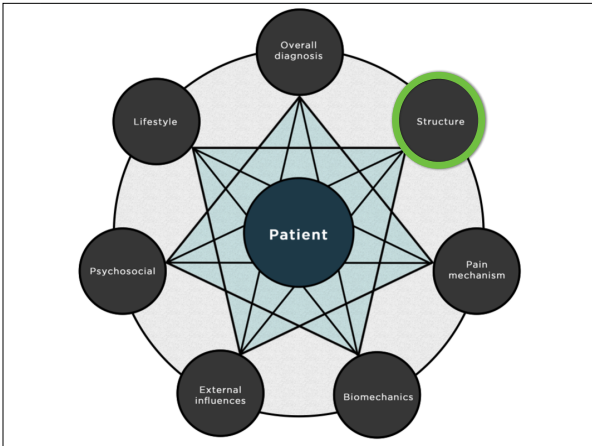 Overall
diagnosis
Structure
Lifestyle
Patient
Pain
mechanism
Psychosocial
Biomechanics
External
influences